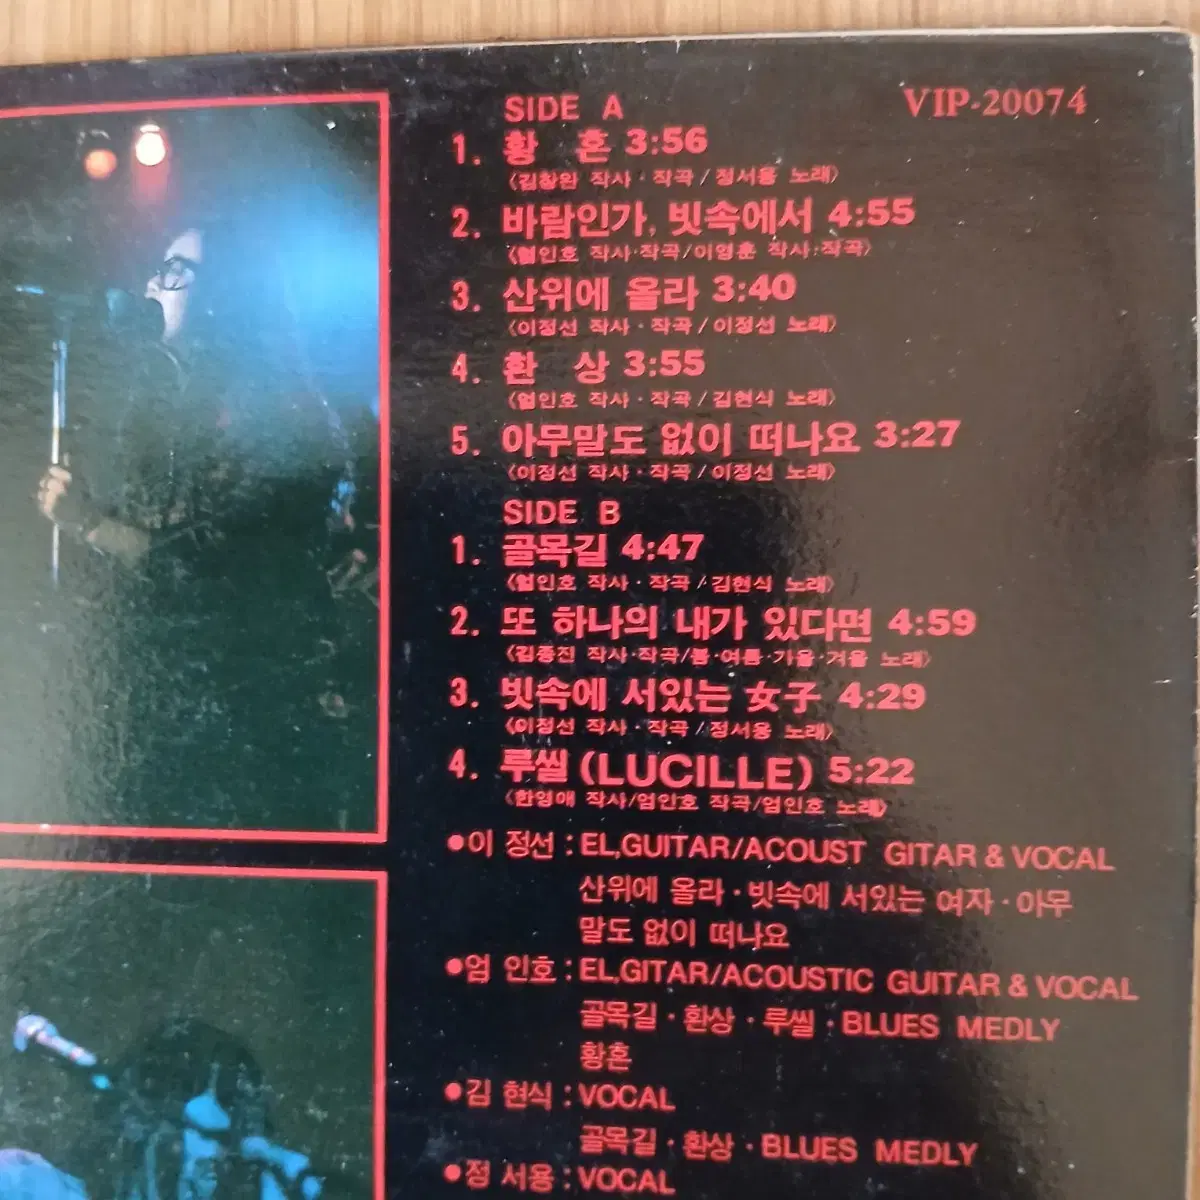 VIP-20074
SIDE A
1. 황 혼 3:56
〈김창완 작사·작곡/정서용 노래〉
2. 바람인가, 빗속에서 4:55
〈엄인호 작사·작곡/이영훈 작사·작곡〉
3. 산위에 올라 3:40
〈이정선 작사·작곡/이정선 노래〉
4. 환 상 3:55
〈엄인호 작사·작곡/김현식 노래〉
5. 아무말도 없이 떠나요 3:27
〈이정선 작사·작곡/이정선 노래〉
SIDE B
1. 골목길 4:47
〈엄인호 작사·작곡/김현식 노래〉
2. 또 하나의 내가 있다면 4:59
〈김종진 작사·작곡/봄·여름·가을·겨울 노래〉
3. 빗속에 서있는 女子 4:29
〈이정선 작사·작곡/정서용 노래〉
4. 루씰 (LUCILLE) 5:22
〈한영애 작사/엄인호 작곡/엄인호 노래〉
●이 정선 : EL,GUITAR/ACOUST GITAR & VOCAL
산위에 올라·빗속에 서있는 여자·아무
말도 없이 떠나요
●엄 인호 : EL,GITAR/ACOUSTIC GUITAR & VOCAL
골목길·환상·루씰·BLUES MEDLY
황혼
●김 현식 : VOCAL
골목길·환상·BLUES MEDLY
●정 서용 : VOCAL